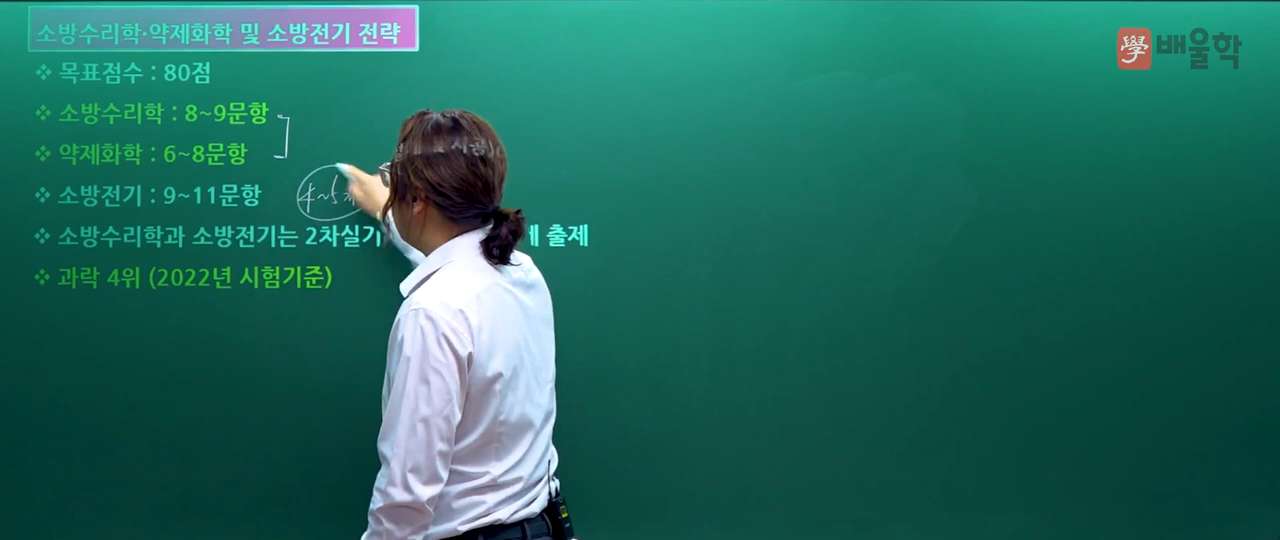 소방수리학·약제화학 및 소방전기 전략
學 배울학
❖ 목표점수 : 80점
❖ 소방수리학 : 8~9문항
❖ 약제화학 : 6~8문항
❖ 소방전기 : 9~11문항
4~5
❖ 소방수리학과 소방전기는 2차실기 출제
❖ 과락 4위 (2022년 시험기준)